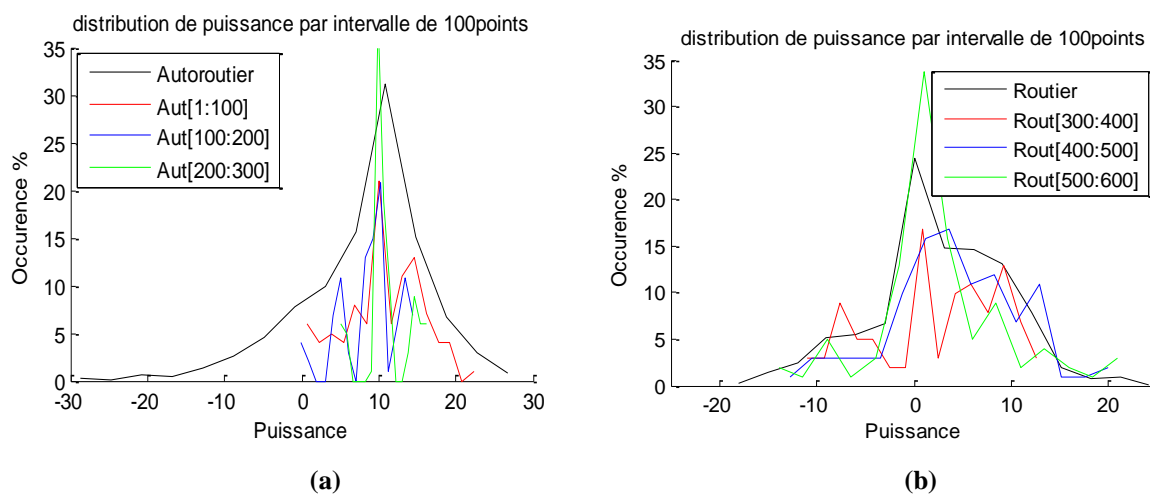 distribution de puissance par intervalle de 100points
35
30
25
20
15
10
5
0
Occurence %
Autoroutier
Aut[1:100]
Aut[100:200]
Aut[200:300]
-30
-20
-10
0
10
20
30
Puissance
(a)
distribution de puissance par intervalle de 100points
35
30
25
20
15
10
5
0
Occurence %
Routier
Rout[300:400]
Rout[400:500]
Rout[500:600]
-20
-10
0
10
20
Puissance
(b)